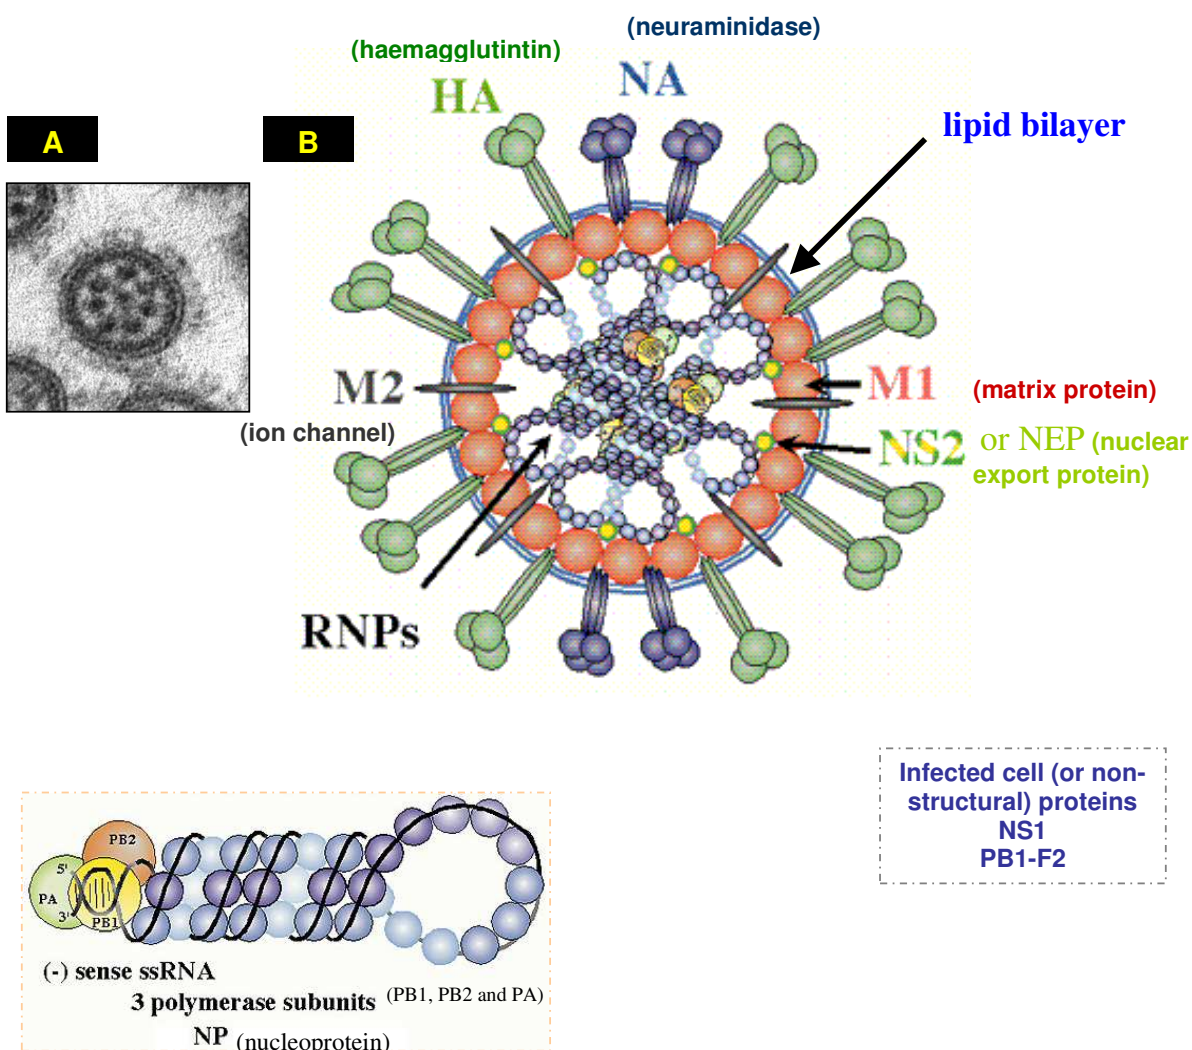 (neuraminidase)
(haemagglutintin)
HA
NA
lipid bilayer
A
B
M2
(ion channel)
M1
(matrix protein)
NS2 or NEP (nuclear
export protein)
RNPs
Infected cell (or non-
structural) proteins
NS1
PB1-F2
PB2
5'
PA
3'
PB1
(-) sense ssRNA
3 polymerase subunits (PB1, PB2 and PA)
NP (nucleoprotein)